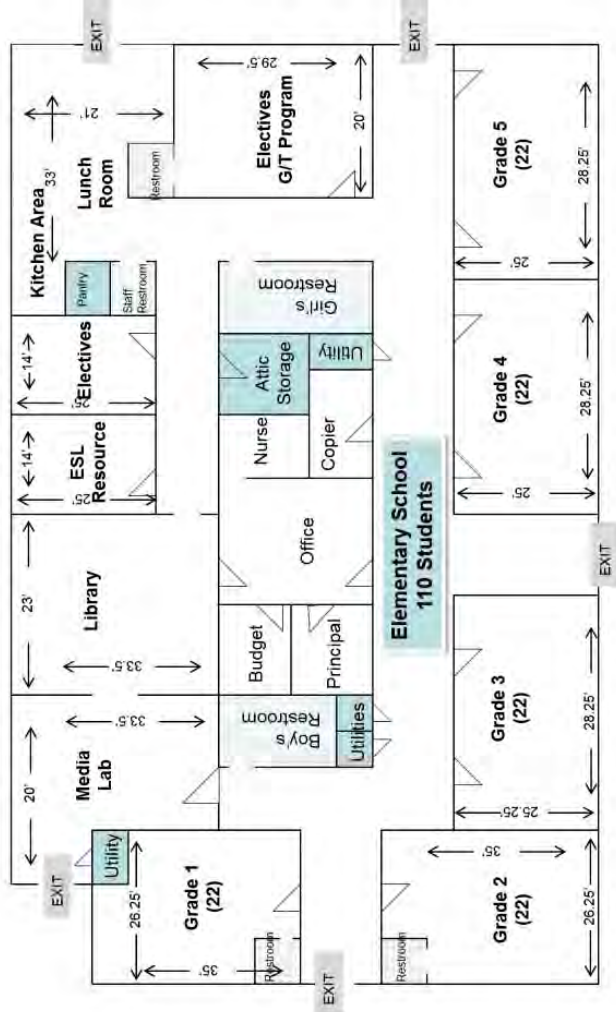 EXIT
20'
Media
Lab
33.5'
Utility
23'
Library
33.5'
14'
ESL
Resource
25'
14'
Electives
Kitchen Area
33'
Lunch
Room
21'
Pantry
Staff
Restroom
Restroom
EXIT
26.25'
Grade 1
(22)
35'
Restroom
Boy's
Restroom
Utilities
Budget
Principal
Office
Nurse
Copier
Attic
Storage
Utility
Girl's
Restroom
29.5'
Electives
G/T Program
20'
EXIT
Elementary School
110 Students
EXIT
Restroom
Grade 2
(22)
35'
26.25'
Grade 3
(22)
25.25'
28.25'
EXIT
Grade 4
(22)
25'
28.25'
Grade 5
(22)
25'
28.25'